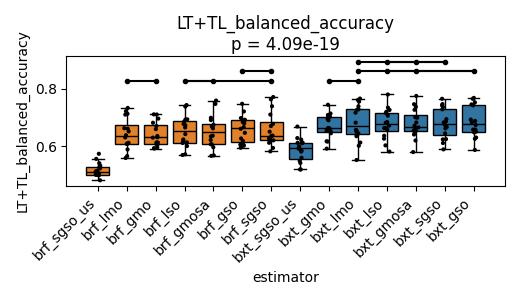 LT+TL_balanced_accuracy
p = 4.09e-19
LT+TL_balanced_accuracy
0.8
0.6
brf_sgso_us
brf_lmo
brf_gmo
brf_lso
brf_gmosa
brf_gso
brf_sgso
bxt_sgso_us
bxt_gmo
bxt_lmo
bxt_lso
bxt_gmosa
bxt_sgso
bxt_gso
estimator